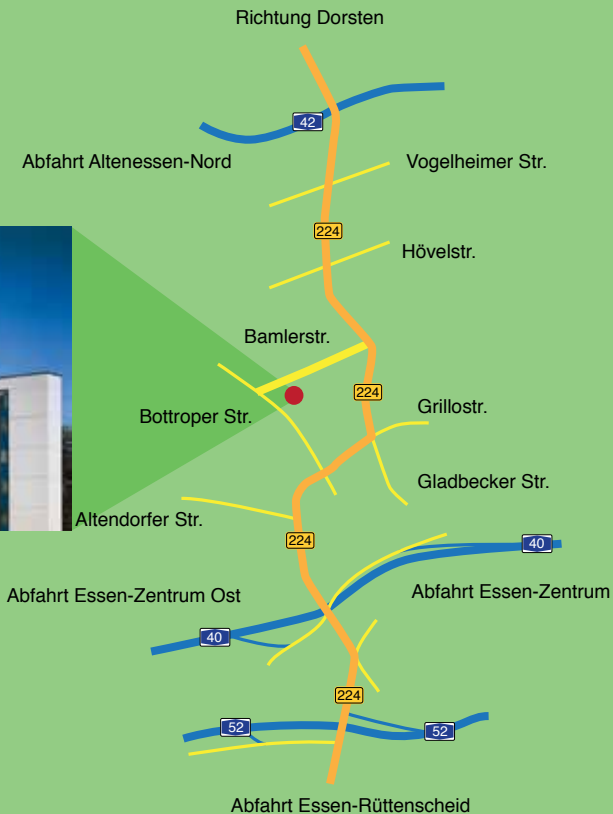 Richtung Dorsten
42
Abfahrt Altenessen-Nord
Vogelheimer Str.
224
Hövelstr.
Bamlerstr.
224
Grillostr.
Bottroper Str.
Gladbecker Str.
Altendorfer Str.
224
40
Abfahrt Essen-Zentrum Ost
Abfahrt Essen-Zentrum
40
224
52
52
Abfahrt Essen-Rüttenscheid